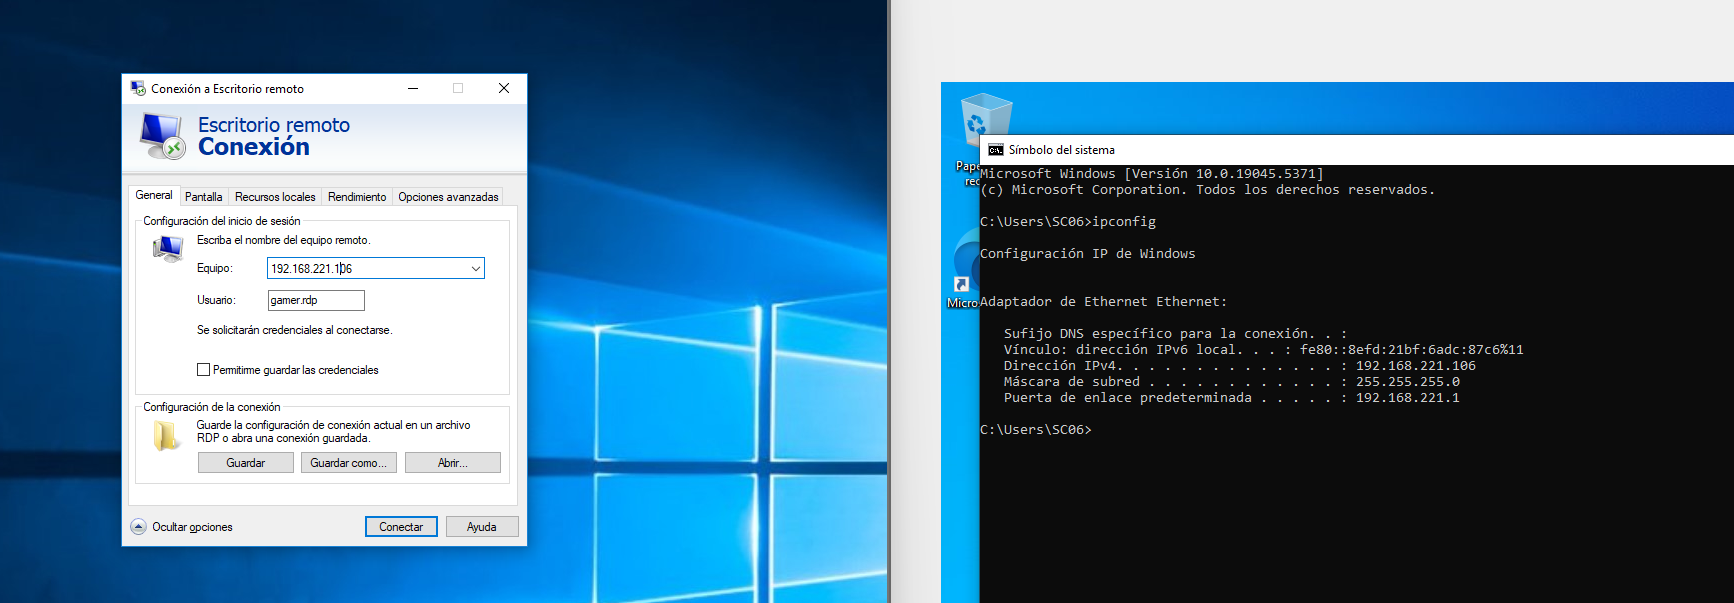 Conexión a Escritorio remoto
Escritorio remoto
Conexión
General Pantalla Recursos locales Rendimiento Opciones avanzadas
Configuración del inicio de sesión
Escriba el nombre del equipo remoto.
Equipo: 192.168.221.106
Usuario: gamer.rdp
Se solicitarán credenciales al conectarse.
Permitirme guardar las credenciales
Configuración de la conexión
Guarde la configuración de conexión actual en un archivo
RDP o abra una conexión guardada.
Guardar Guardar como... Abrir...
Ocultar opciones Conectar Ayuda
Símbolo del sistema
Microsoft Windows [Versión 10.0.19045.5371]
(c) Microsoft Corporation. Todos los derechos reservados.
C:\Users\SC06>ipconfig
Configuración IP de Windows
Adaptador de Ethernet Ethernet:
Sufijo DNS específico para la conexión. . :
Vínculo: dirección IPv6 local. . . : fe80::8efd:21bf:6adc:87c6%11
Dirección IPv4. . . . . . . . . . . . . . : 192.168.221.106
Máscara de subred . . . . . . . . . . . . : 255.255.255.0
Puerta de enlace predeterminada . . . . . : 192.168.221.1
C:\Users\SC06>